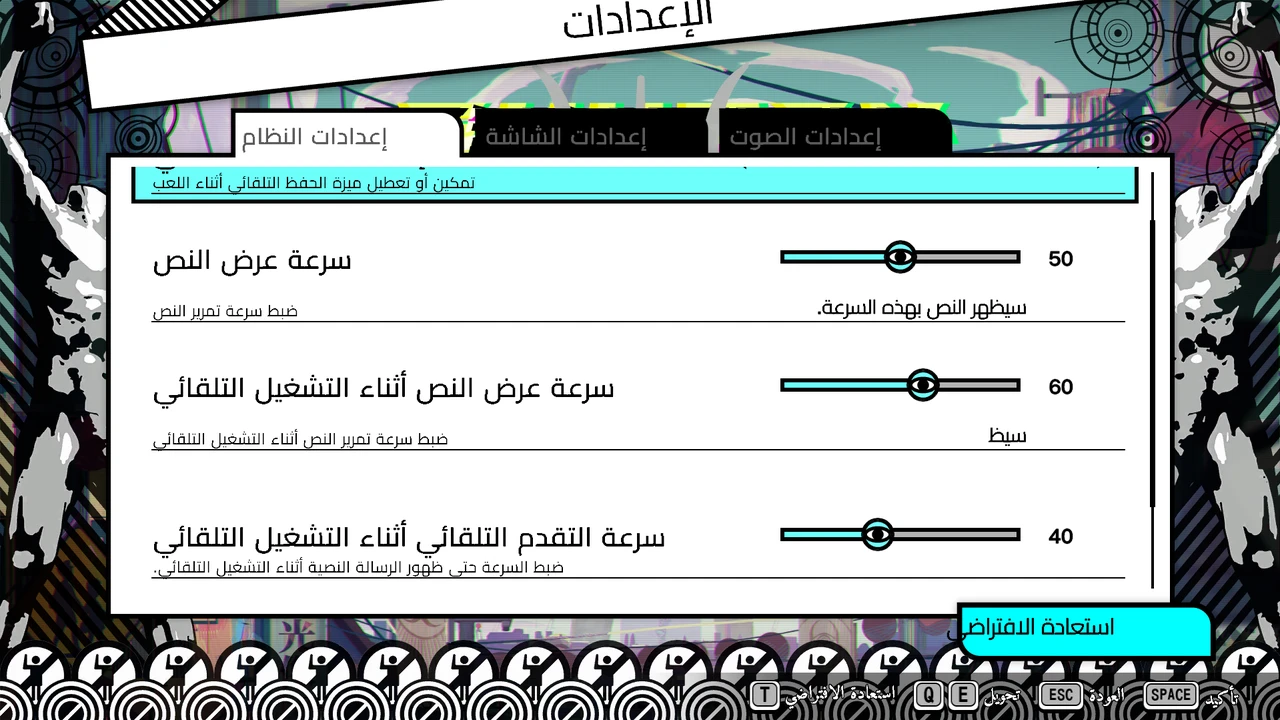 الإعدادات
إعدادات النظام
إعدادات الشاشة
إعدادات الصوت
تمكين أو تعطيل ميزة الحفظ التلقائي أثناء اللعب
سرعة عرض النص
50
ضبط سرعة تمرير النص
سيظهر النص بهذه السرعة.
سرعة عرض النص أثناء التشغيل التلقائي
60
ضبط سرعة تمرير النص أثناء التشغيل التلقائي
سيظ
سرعة التقدم التلقائي أثناء التشغيل التلقائي
40
ضبط السرعة حتى ظهور الرسالة النصية أثناء التشغيل التلقائي.
استعادة الافتراضي
T استعادة الافتراضي
Q E تحويل
ESC العودة
SPACE تأكيد